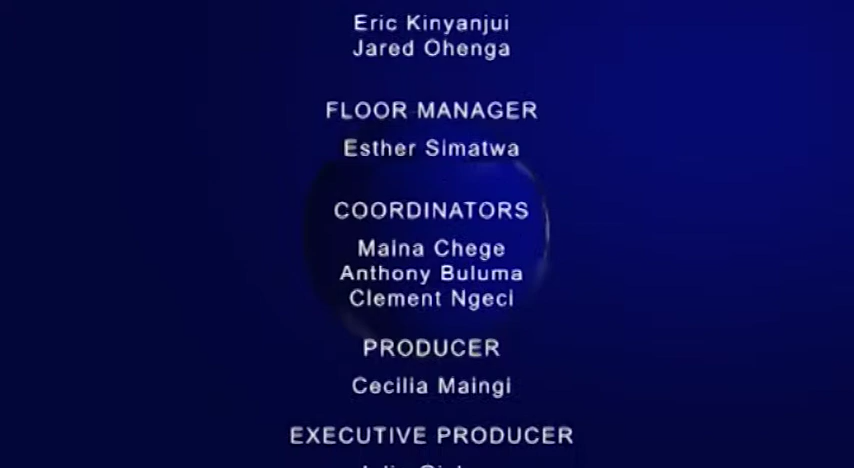 Eric Kinyanjui
Jared Ohenga
FLOOR MANAGER
Esther Simatwa
COORDINATORS
Maina Chege
Anthony Buluma
Clement Ngeci
PRODUCER
Cecilia Maingi
EXECUTIVE PRODUCER